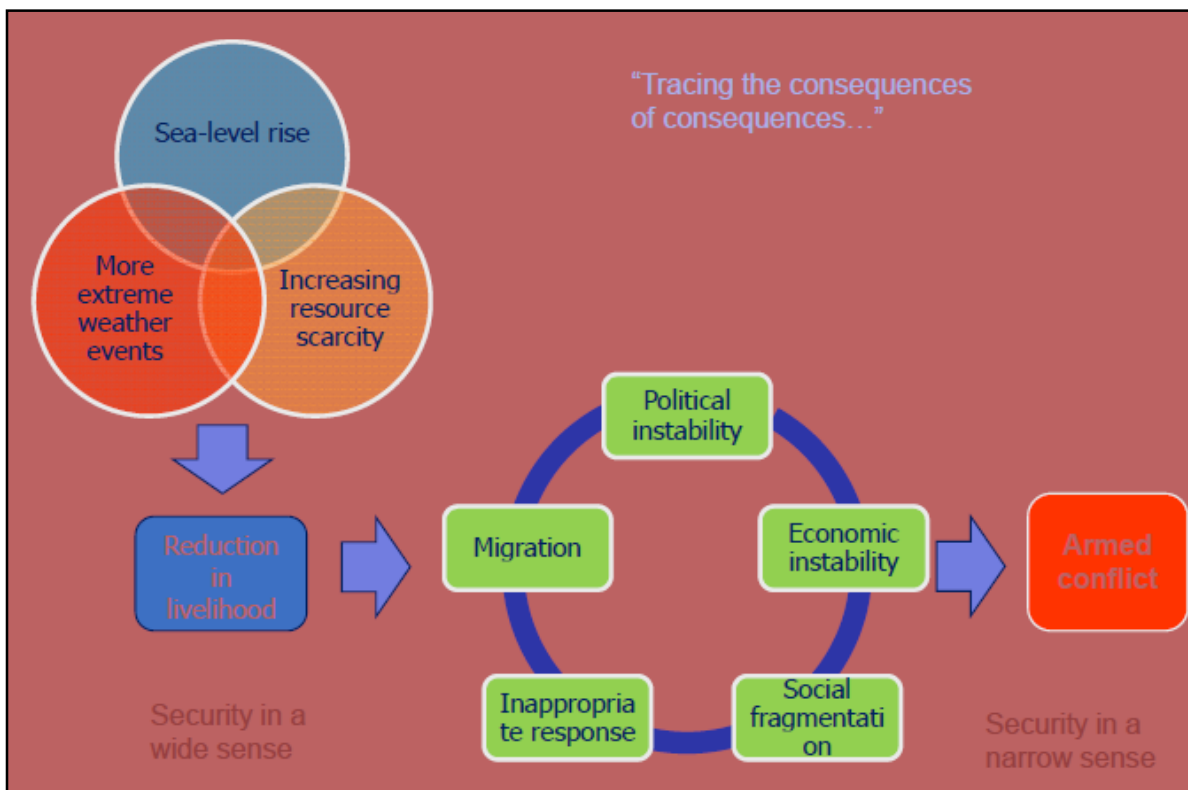 “Tracing the consequences
of consequences…”
Sea-level rise
More
extreme
weather
events
Increasing
resource
scarcity
Political
instability
Reduction
in
livelihood
Migration
Economic
instability
Armed
conflict
Inappropria
te response
Social
fragmentati
on
Security in a
wide sense
Security in a
narrow sense